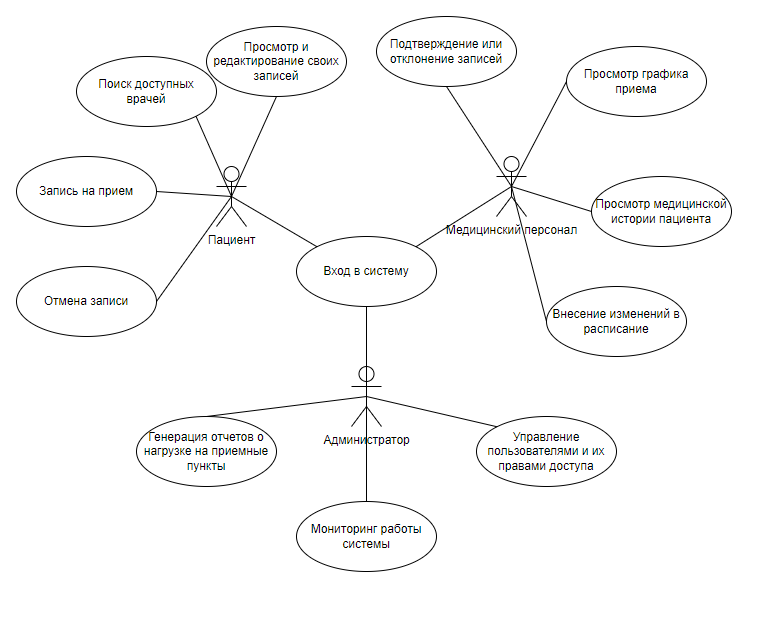 Просмотр и
редактирование своих
записей
Подтверждение или
отклонение записей
Поиск доступных
врачей
Просмотр графика
приема
Запись на прием
Просмотр медицинской
истории пациента
Пациент
Медицинский персонал
Вход в систему
Отмена записи
Внесение изменений в
расписание
Генерация отчетов о
нагрузке на приемные
пункты
Администратор
Управление
пользователями и их
правами доступа
Мониторинг работы
системы